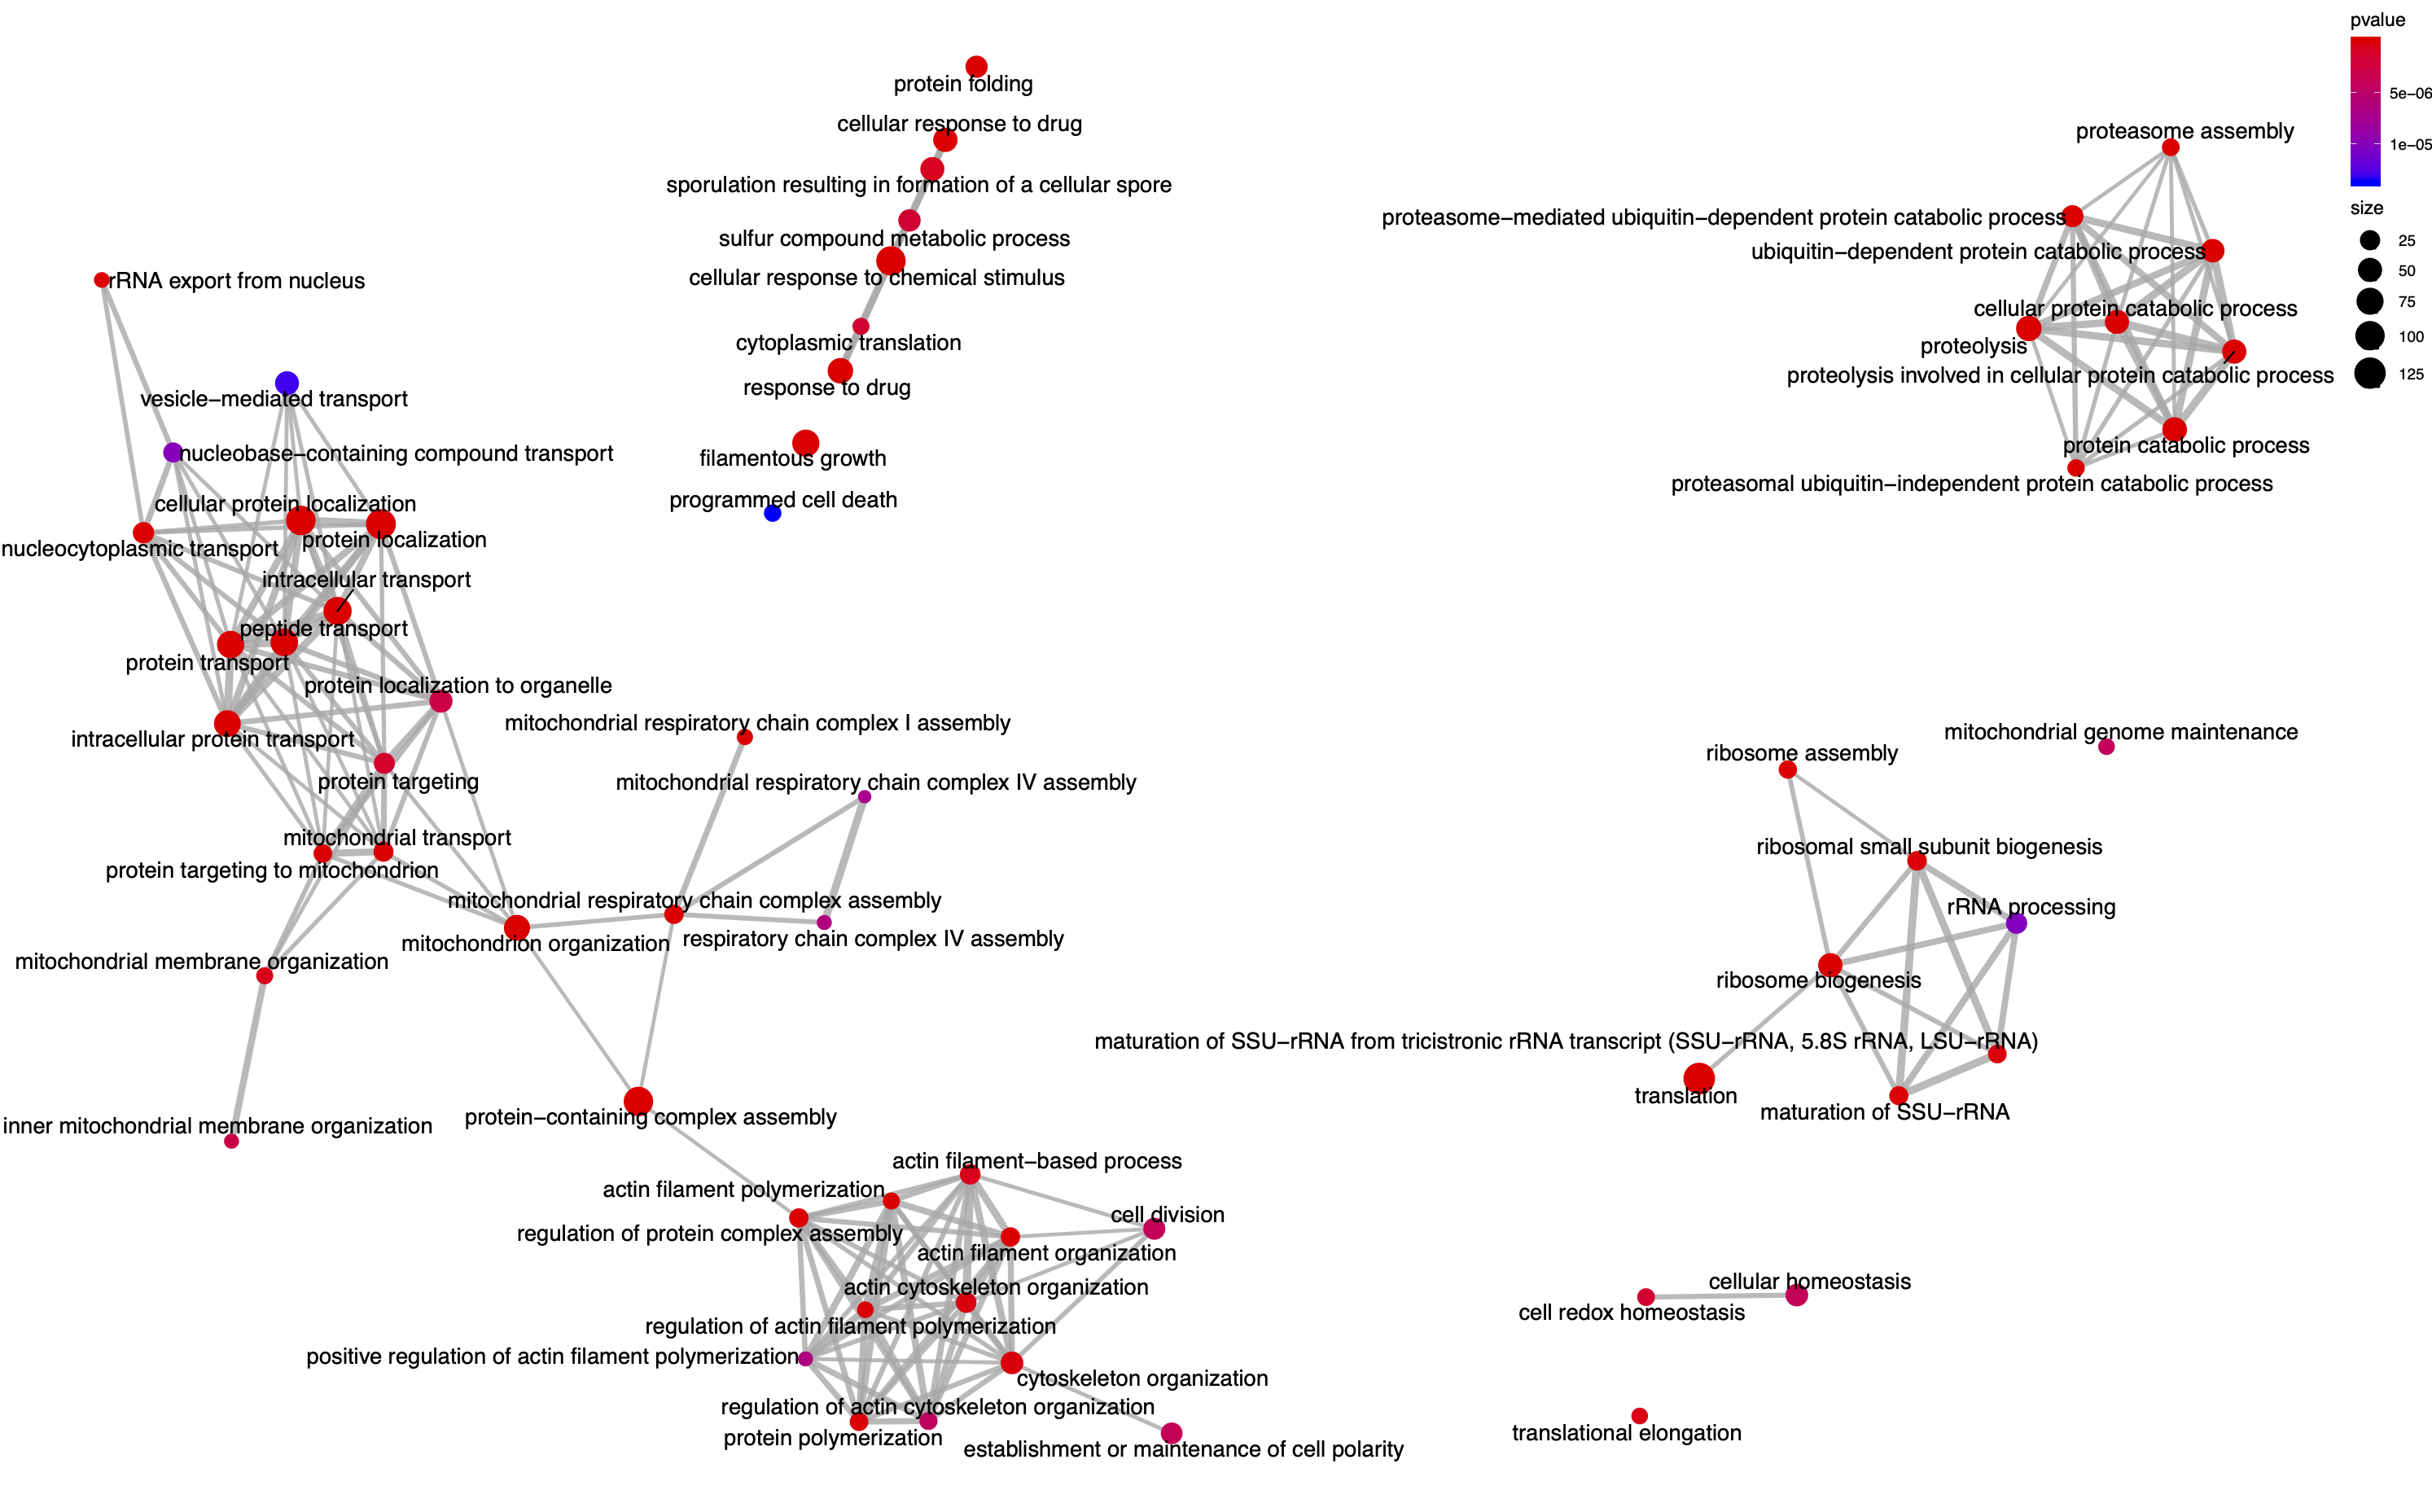 pvalue
5e−06
1e−05
size
25
50
75
100
125
protein folding
cellular response to drug
sporulation resulting in formation of a cellular spore
sulfur compound metabolic process
cellular response to chemical stimulus
cytoplasmic translation
response to drug
filamentous growth
programmed cell death
proteasome assembly
proteasome−mediated ubiquitin−dependent protein catabolic process
ubiquitin−dependent protein catabolic process
cellular protein catabolic process
proteolysis
proteolysis involved in cellular protein catabolic process
protein catabolic process
proteasomal ubiquitin−independent protein catabolic process
rRNA export from nucleus
vesicle−mediated transport
nucleobase−containing compound transport
cellular protein localization
protein localization
nucleocytoplasmic transport
intracellular transport
peptide transport
protein transport
protein localization to organelle
intracellular protein transport
protein targeting
mitochondrial transport
protein targeting to mitochondrion
mitochondrial respiratory chain complex I assembly
mitochondrial respiratory chain complex IV assembly
mitochondrial respiratory chain complex assembly
mitochondrion organization
respiratory chain complex IV assembly
mitochondrial membrane organization
inner mitochondrial membrane organization
protein−containing complex assembly
actin filament−based process
actin filament polymerization
cell division
regulation of protein complex assembly
actin filament organization
actin cytoskeleton organization
regulation of actin filament polymerization
positive regulation of actin filament polymerization
cytoskeleton organization
regulation of actin cytoskeleton organization
protein polymerization
establishment or maintenance of cell polarity
mitochondrial genome maintenance
ribosome assembly
ribosomal small subunit biogenesis
rRNA processing
ribosome biogenesis
maturation of SSU−rRNA from tricistronic rRNA transcript (SSU−rRNA, 5.8S rRNA, LSU−rRNA)
translation
maturation of SSU−rRNA
cellular homeostasis
cell redox homeostasis
translational elongation